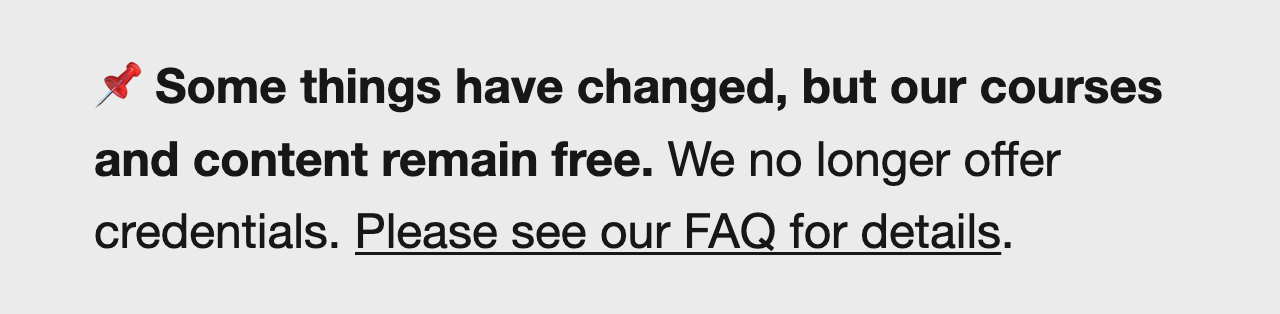 📌 Some things have changed, but our courses
and content remain free. We no longer offer
credentials. Please see our FAQ for details.